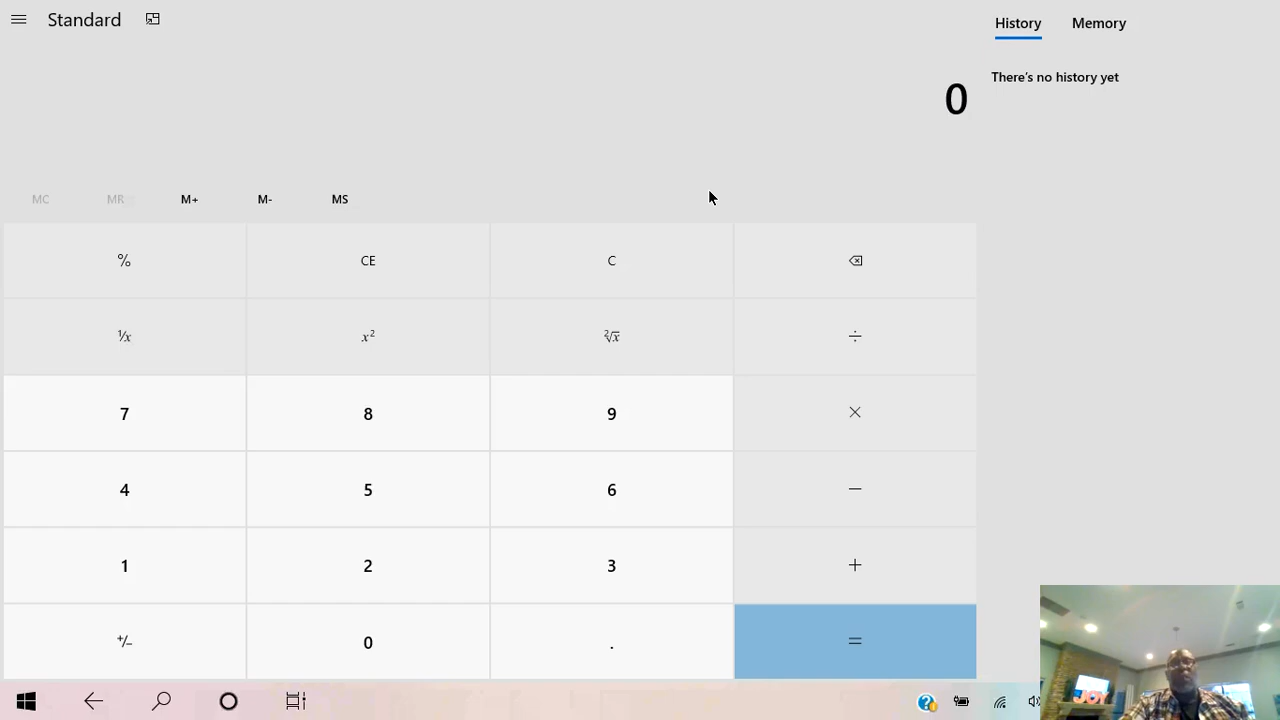 Standard
History Memory
There's no history yet
0
MC MR M+ M- MS
% CE C
⅟x x² ²√x ÷
7 8 9 ×
4 5 6 −
1 2 3 +
+/− 0 . =
JOY